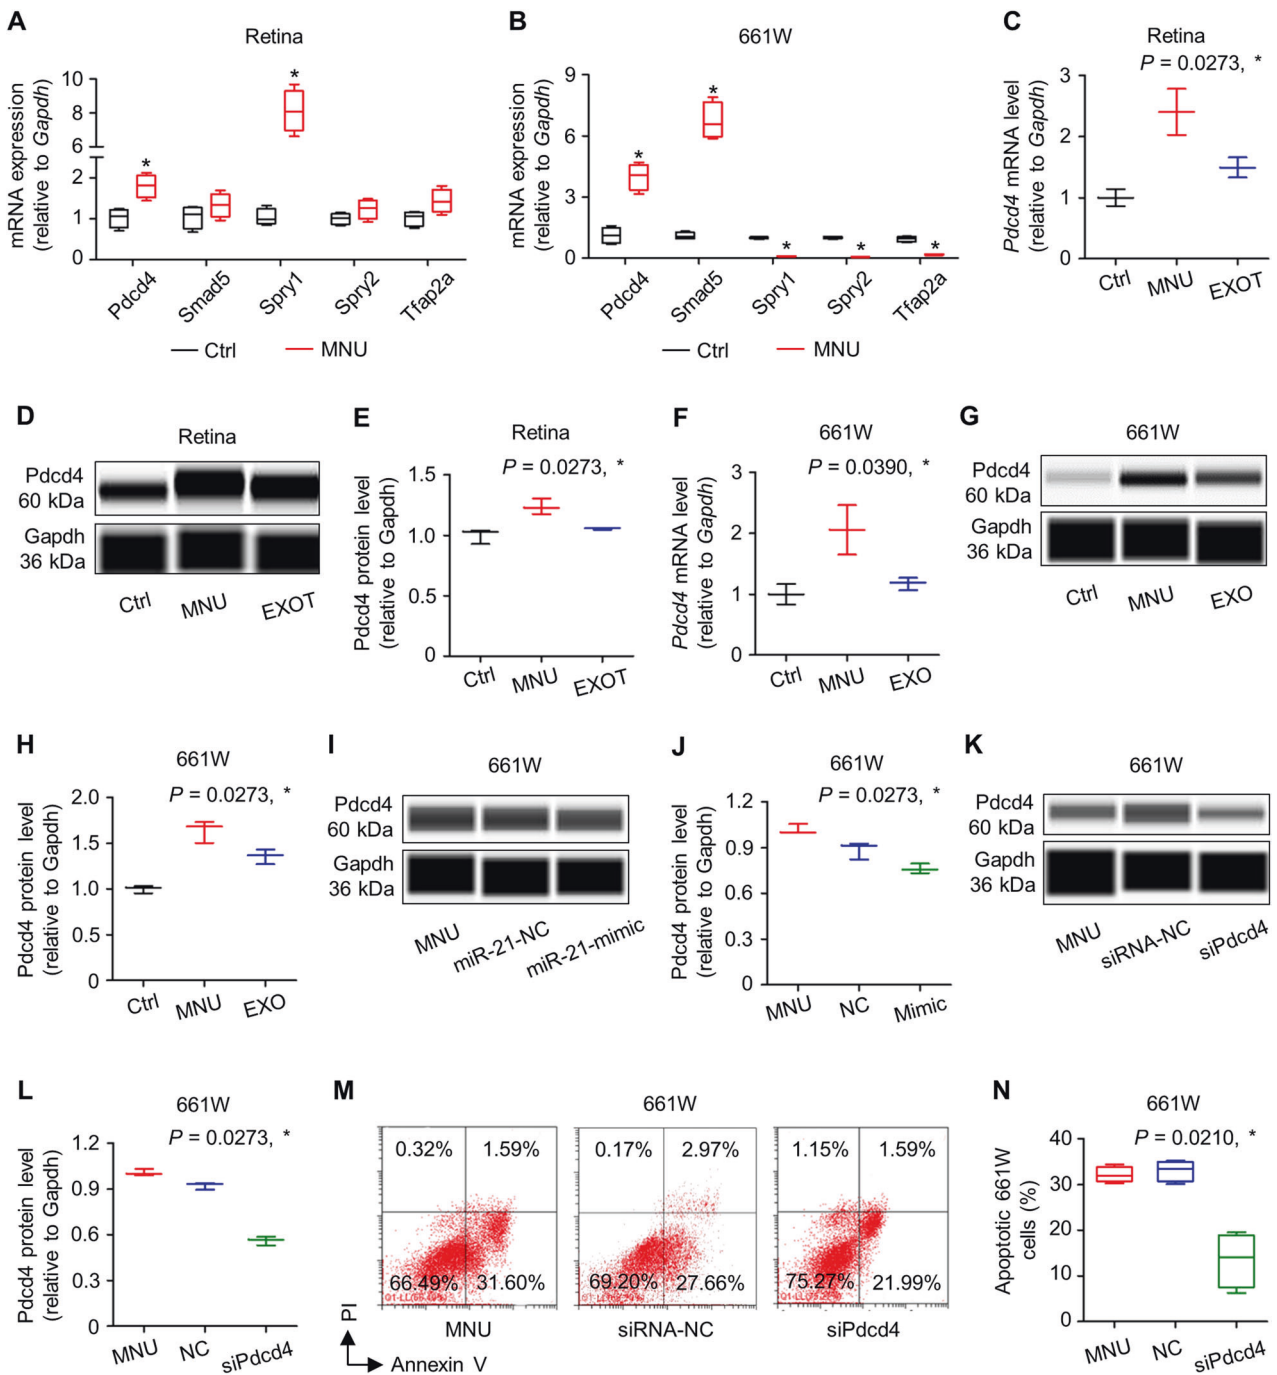 A
Retina
mRNA expression
(relative to Gapdh)
10
8
6
2
1
0
*
*
Pdcd4
Smad5
Spry1
Spry2
Tfap2a
Ctrl
MNU
B
661W
mRNA expression
(relative to Gapdh)
9
6
3
0
*
*
*
*
*
Pdcd4
Smad5
Spry1
Spry2
Tfap2a
Ctrl
MNU
C
Retina
P = 0.0273, *
Pdcd4 mRNA level
(relative to Gapdh)
3
2
1
0
Ctrl
MNU
EXOT
D
Retina
Pdcd4
60 kDa
Gapdh
36 kDa
Ctrl
MNU
EXOT
E
Retina
P = 0.0273, *
Pdcd4 protein level
(relative to Gapdh)
1.5
1.0
0.5
0
Ctrl
MNU
EXOT
F
661W
P = 0.0390, *
Pdcd4 mRNA level
(relative to Gapdh)
3
2
1
0
Ctrl
MNU
EXO
G
661W
Pdcd4
60 kDa
Gapdh
36 kDa
Ctrl
MNU
EXO
H
661W
P = 0.0273, *
Pdcd4 protein level
(relative to Gapdh)
2.0
1.5
1.0
0.5
0
Ctrl
MNU
EXO
I
661W
Pdcd4
60 kDa
Gapdh
36 kDa
MNU
miR-21-NC
miR-21-mimic
J
661W
P = 0.0273, *
Pdcd4 protein level
(relative to Gapdh)
1.2
0.9
0.6
0.3
0
MNU
NC
Mimic
K
661W
Pdcd4
60 kDa
Gapdh
36 kDa
MNU
siRNA-NC
siPdcd4
L
661W
P = 0.0273, *
Pdcd4 protein level
(relative to Gapdh)
1.2
0.9
0.6
0.3
0
MNU
NC
siPdcd4
M
661W
0.32%
1.59%
66.49%
31.60%
MNU
0.17%
2.97%
69.20%
27.66%
siRNA-NC
1.15%
1.59%
75.27%
21.99%
siPdcd4
PI
Annexin V
N
661W
P = 0.0210, *
Apoptotic 661W
cells (%)
40
30
20
10
0
MNU
NC
siPdcd4